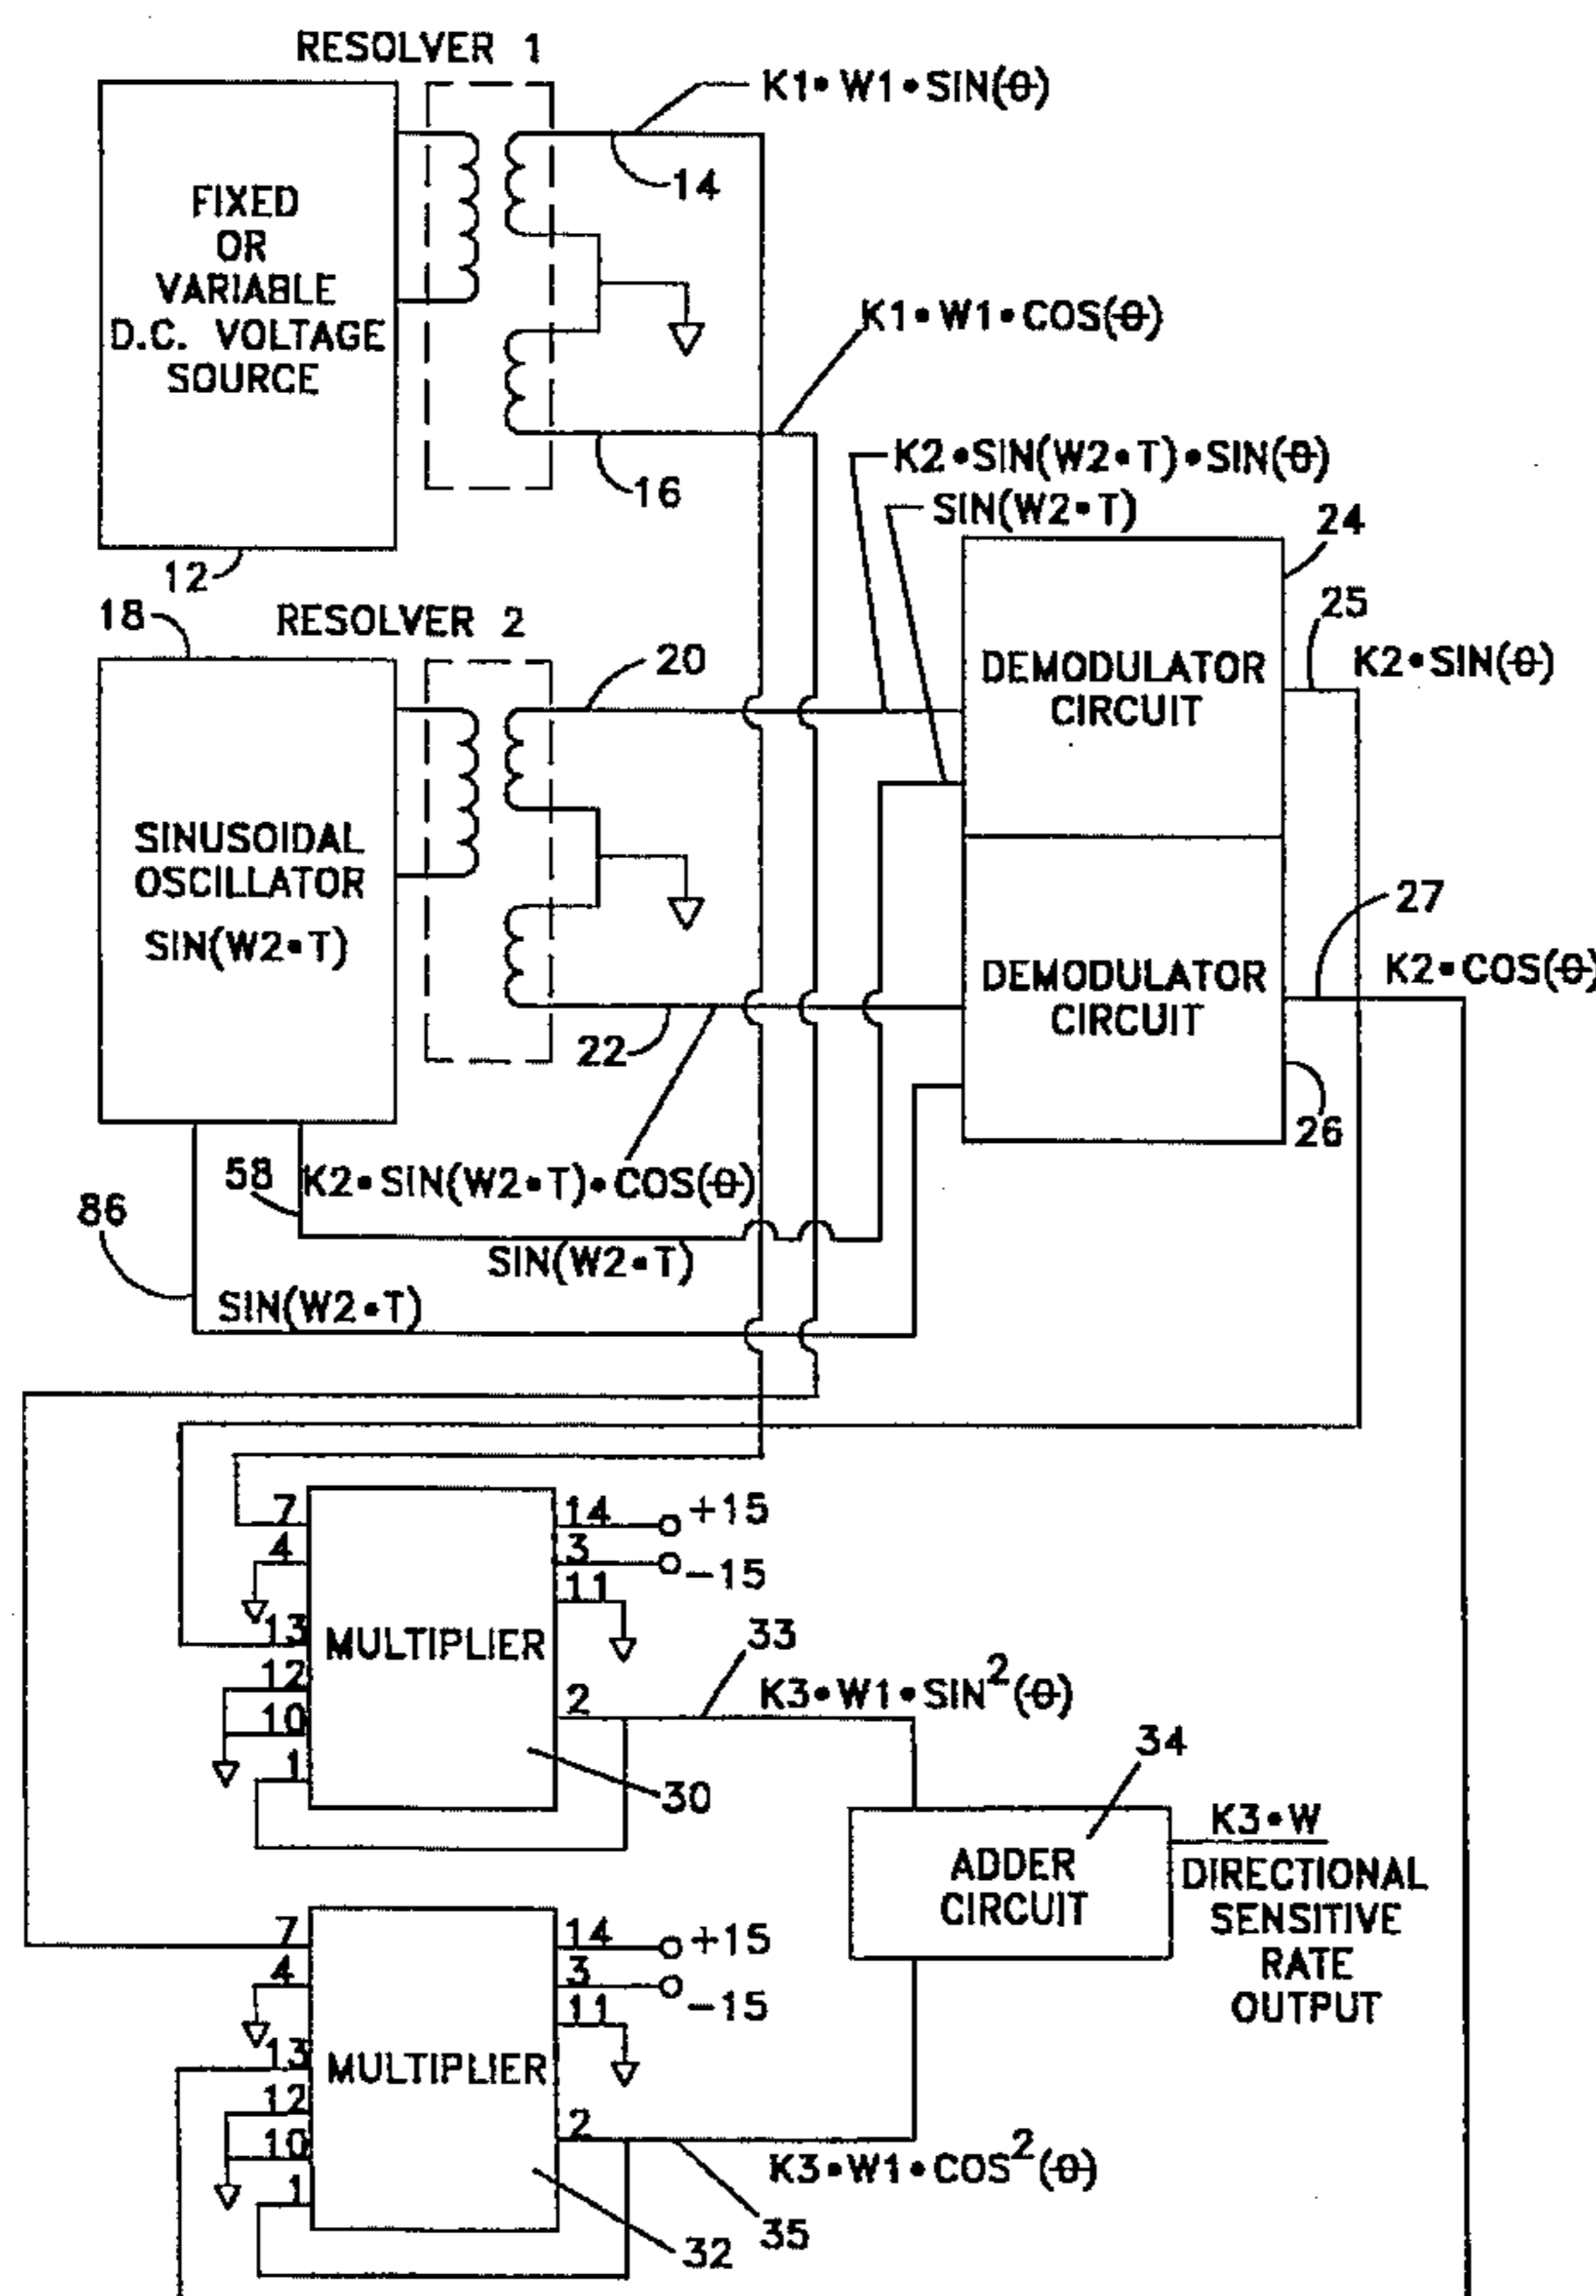 RESOLVER 1
K1•W1•SIN(θ)
14
FIXED
OR
VARIABLE
D.C. VOLTAGE
SOURCE
K1•W1•COS(θ)
16
12
K2•SIN(W2•T)•SIN(θ)
SIN(W2•T)
24
18
RESOLVER 2
20
25
K2•SIN(θ)
DEMODULATOR
CIRCUIT
SINUSOIDAL
OSCILLATOR
SIN(W2•T)
27
K2•COS(θ)
DEMODULATOR
CIRCUIT
22
26
58
K2•SIN(W2•T)•COS(θ)
86
SIN(W2•T)
SIN(W2•T)
7
4
13
12
10
1
MULTIPLIER
14
3
11
2
+15
-15
33
K3•W1•SIN²(θ)
30
34
ADDER
CIRCUIT
K3•W
DIRECTIONAL
SENSITIVE
RATE
OUTPUT
7
4
13
12
10
1
MULTIPLIER
14
3
11
2
+15
-15
K3•W1•COS²(θ)
35
32